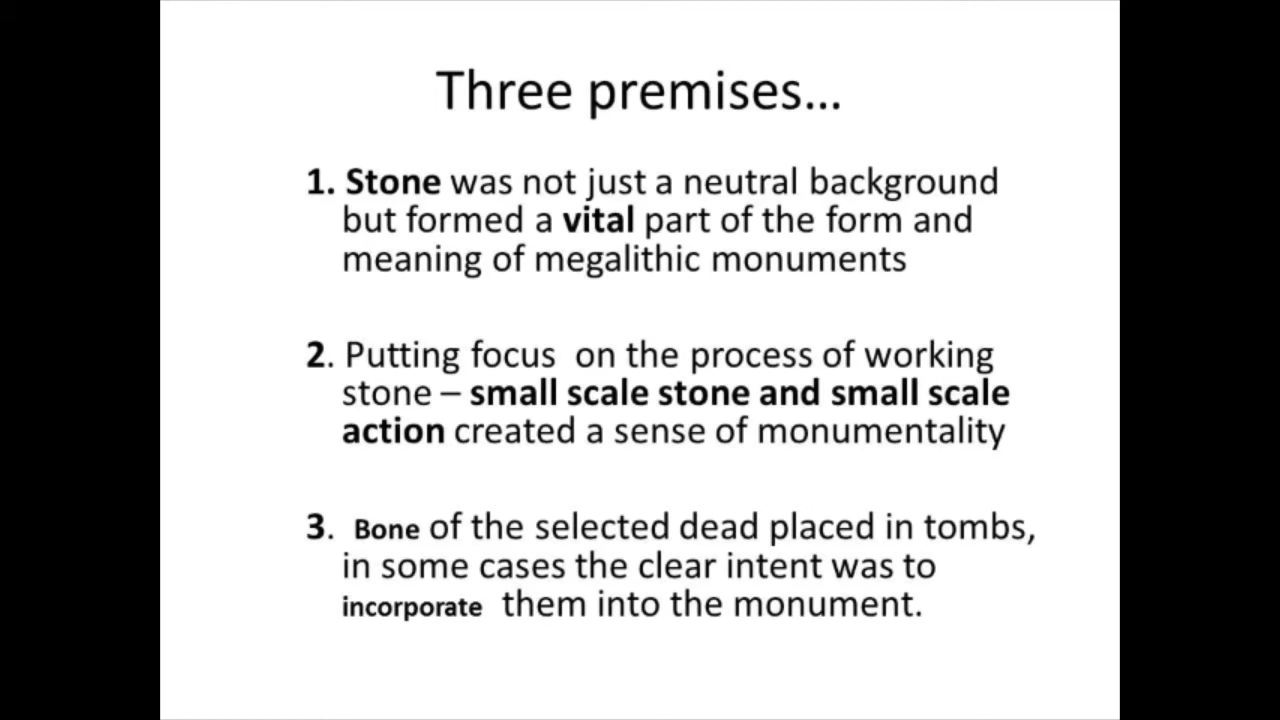 Three premises...
1. Stone was not just a neutral background
but formed a vital part of the form and
meaning of megalithic monuments
2. Putting focus  on the process of working
stone – small scale stone and small scale
action created a sense of monumentality
3.  Bone of the selected dead placed in tombs,
in some cases the clear intent was to
incorporate  them into the monument.